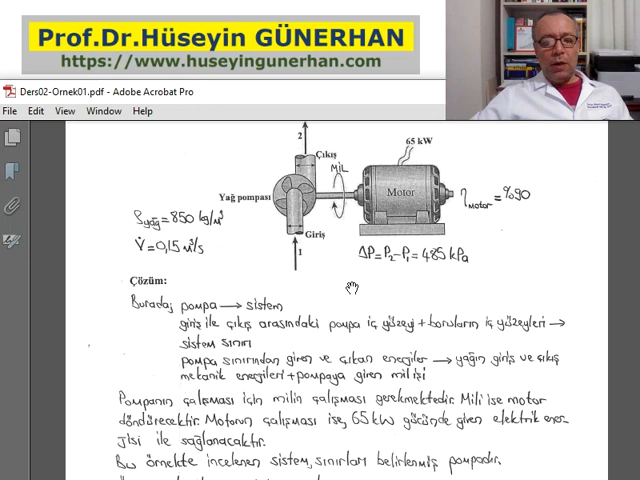 Prof.Dr.Hüseyin GÜNERHAN
https://www.huseyingunerhan.com
Ders02-Ornek01.pdf - Adobe Acrobat Pro
File Edit View Window Help
2
Çıkış
65 kW
MİL
Yağ pompası
Motor
η Motor = %90
ρyağ = 850 kg/m³
V̇ = 0,15 m³/s
Giriş
1
ΔP = P₂ - P₁ = 485 kPa
Çözüm:
Buradaj pompa → sistem
giriş ile çıkış arasındaki pompa iç yüzeyi + boruların iç yüzeyleri →
sistem sınırı
pompa sınırından giren ve çıkan enerjiler → yağın giriş ve çıkış
mekanik enerjileri + pompaya giren mil işi
Pompanın çalışması için milin çalışması gerekmektedir. Mili ise motor
döndürecektir. Motorun çalışması ise, 65 kW gücünde giren elektrik ener-
jisi ile sağlanacaktır.
Bu örnekte incelenen sistem, sınırları belirlenmiş pompadır.